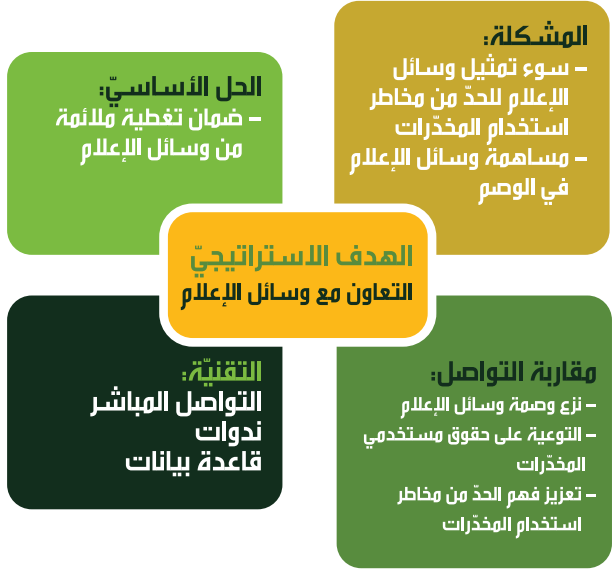 المشكلة:
– سوء تمثيل وسائل
الإعلام للحدّ من مخاطر
استخدام المخدّرات
– مساهمة وسائل الإعلام
في الوصم
الحل الأساسيّ:
– ضمان تغطية ملائمة
من وسائل الإعلام
الهدف الاستراتيجيّ
التعاون مع وسائل الإعلام
مقاربة التواصل:
– نزع وصمة وسائل الإعلام
– التوعية على حقوق مستخدمي
المخدّرات
– تعزيز فهم الحدّ من مخاطر
استخدام المخدّرات
التقنيّة:
التواصل المباشر
ندوات
قاعدة بيانات